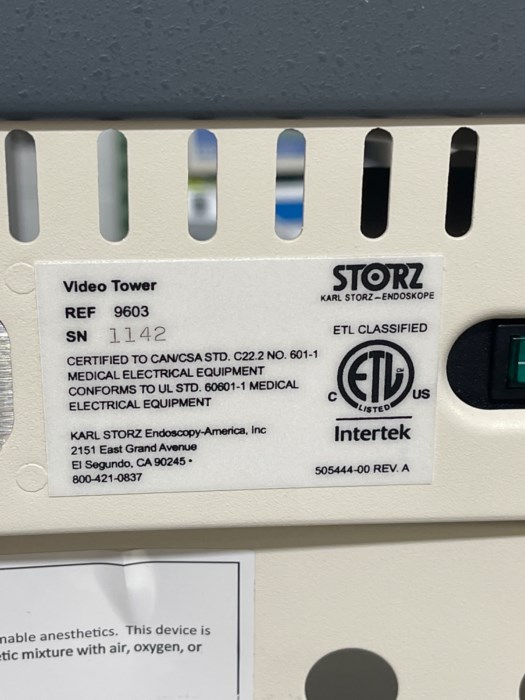 Video Tower
REF 9603
SN 1142
CERTIFIED TO CAN/CSA STD. C22.2 NO. 601-1
MEDICAL ELECTRICAL EQUIPMENT
CONFORMS TO UL STD. 60601-1 MEDICAL
ELECTRICAL EQUIPMENT
KARL STORZ Endoscopy-America, Inc
2151 East Grand Avenue
El Segundo, CA 90245 •
800-421-0837
STORZ
KARL STORZ – ENDOSKOPE
ETL CLASSIFIED
ETL CM
C US
LISTED
Intertek
505444-00 REV. A
anesthetics. This device is
mixture with air, oxygen, or